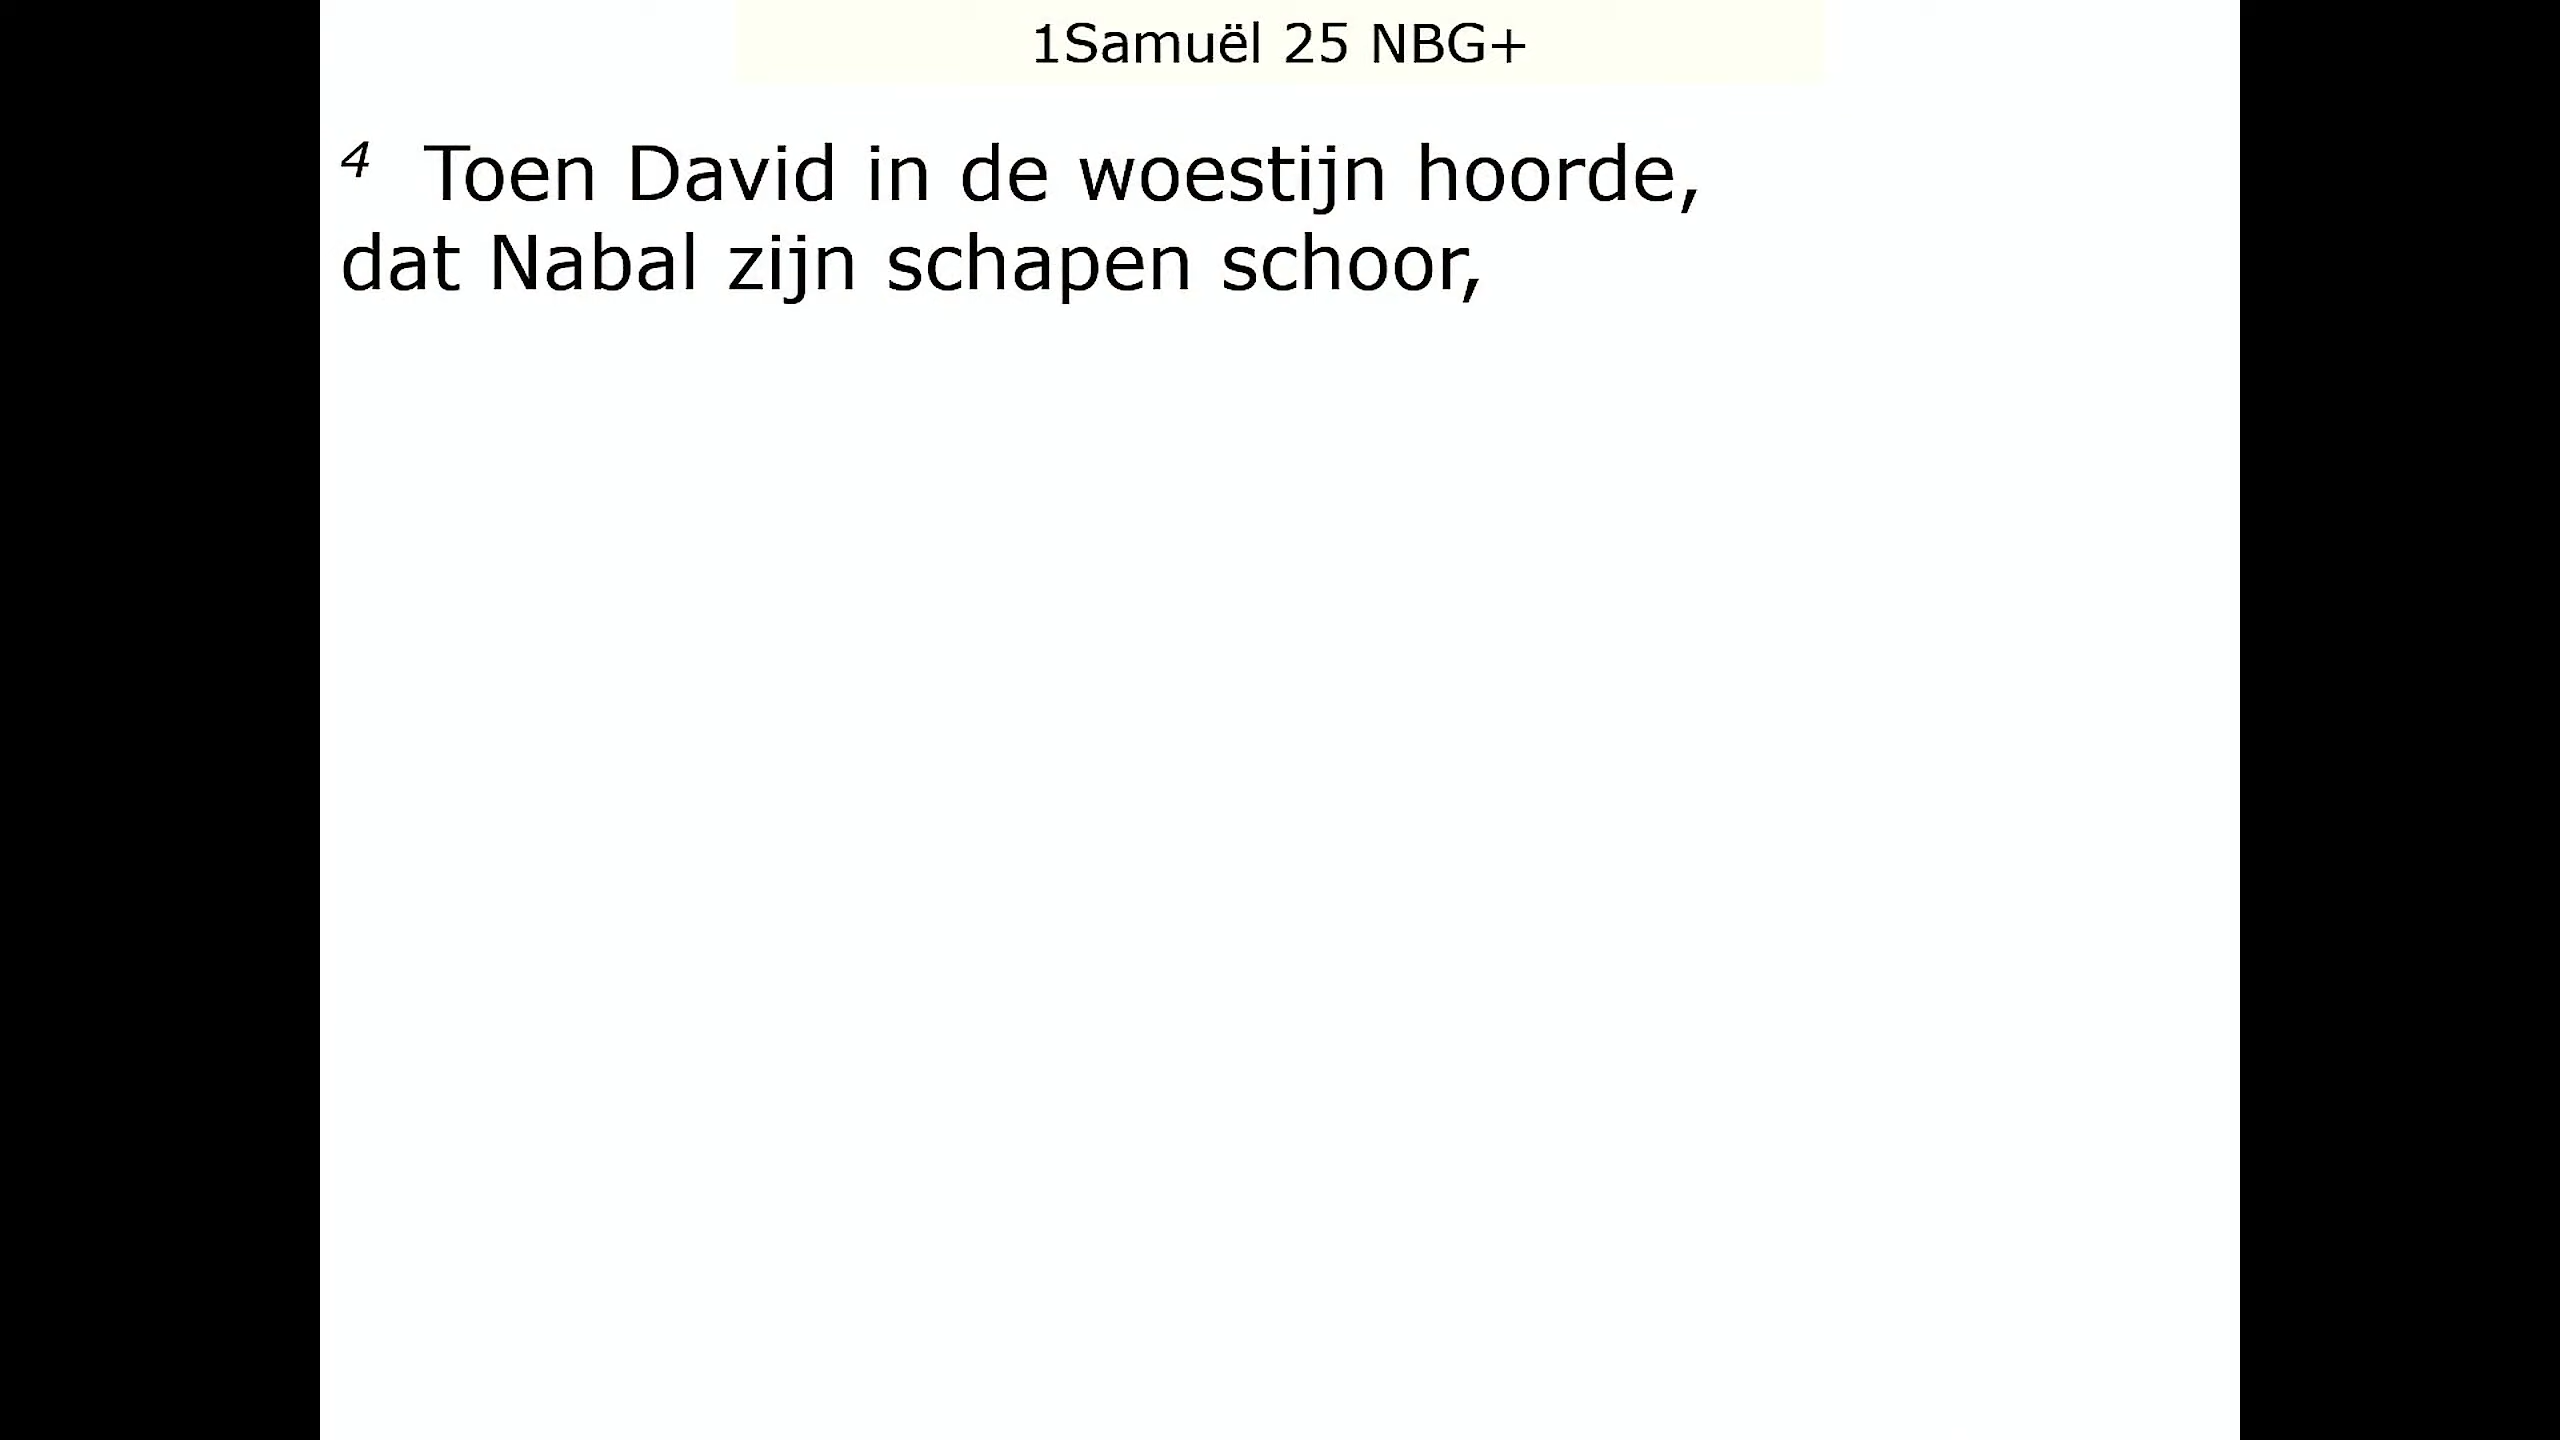 1Samuël 25 NBG+
4 Toen David in de woestijn hoorde,
dat Nabal zijn schapen schoor,